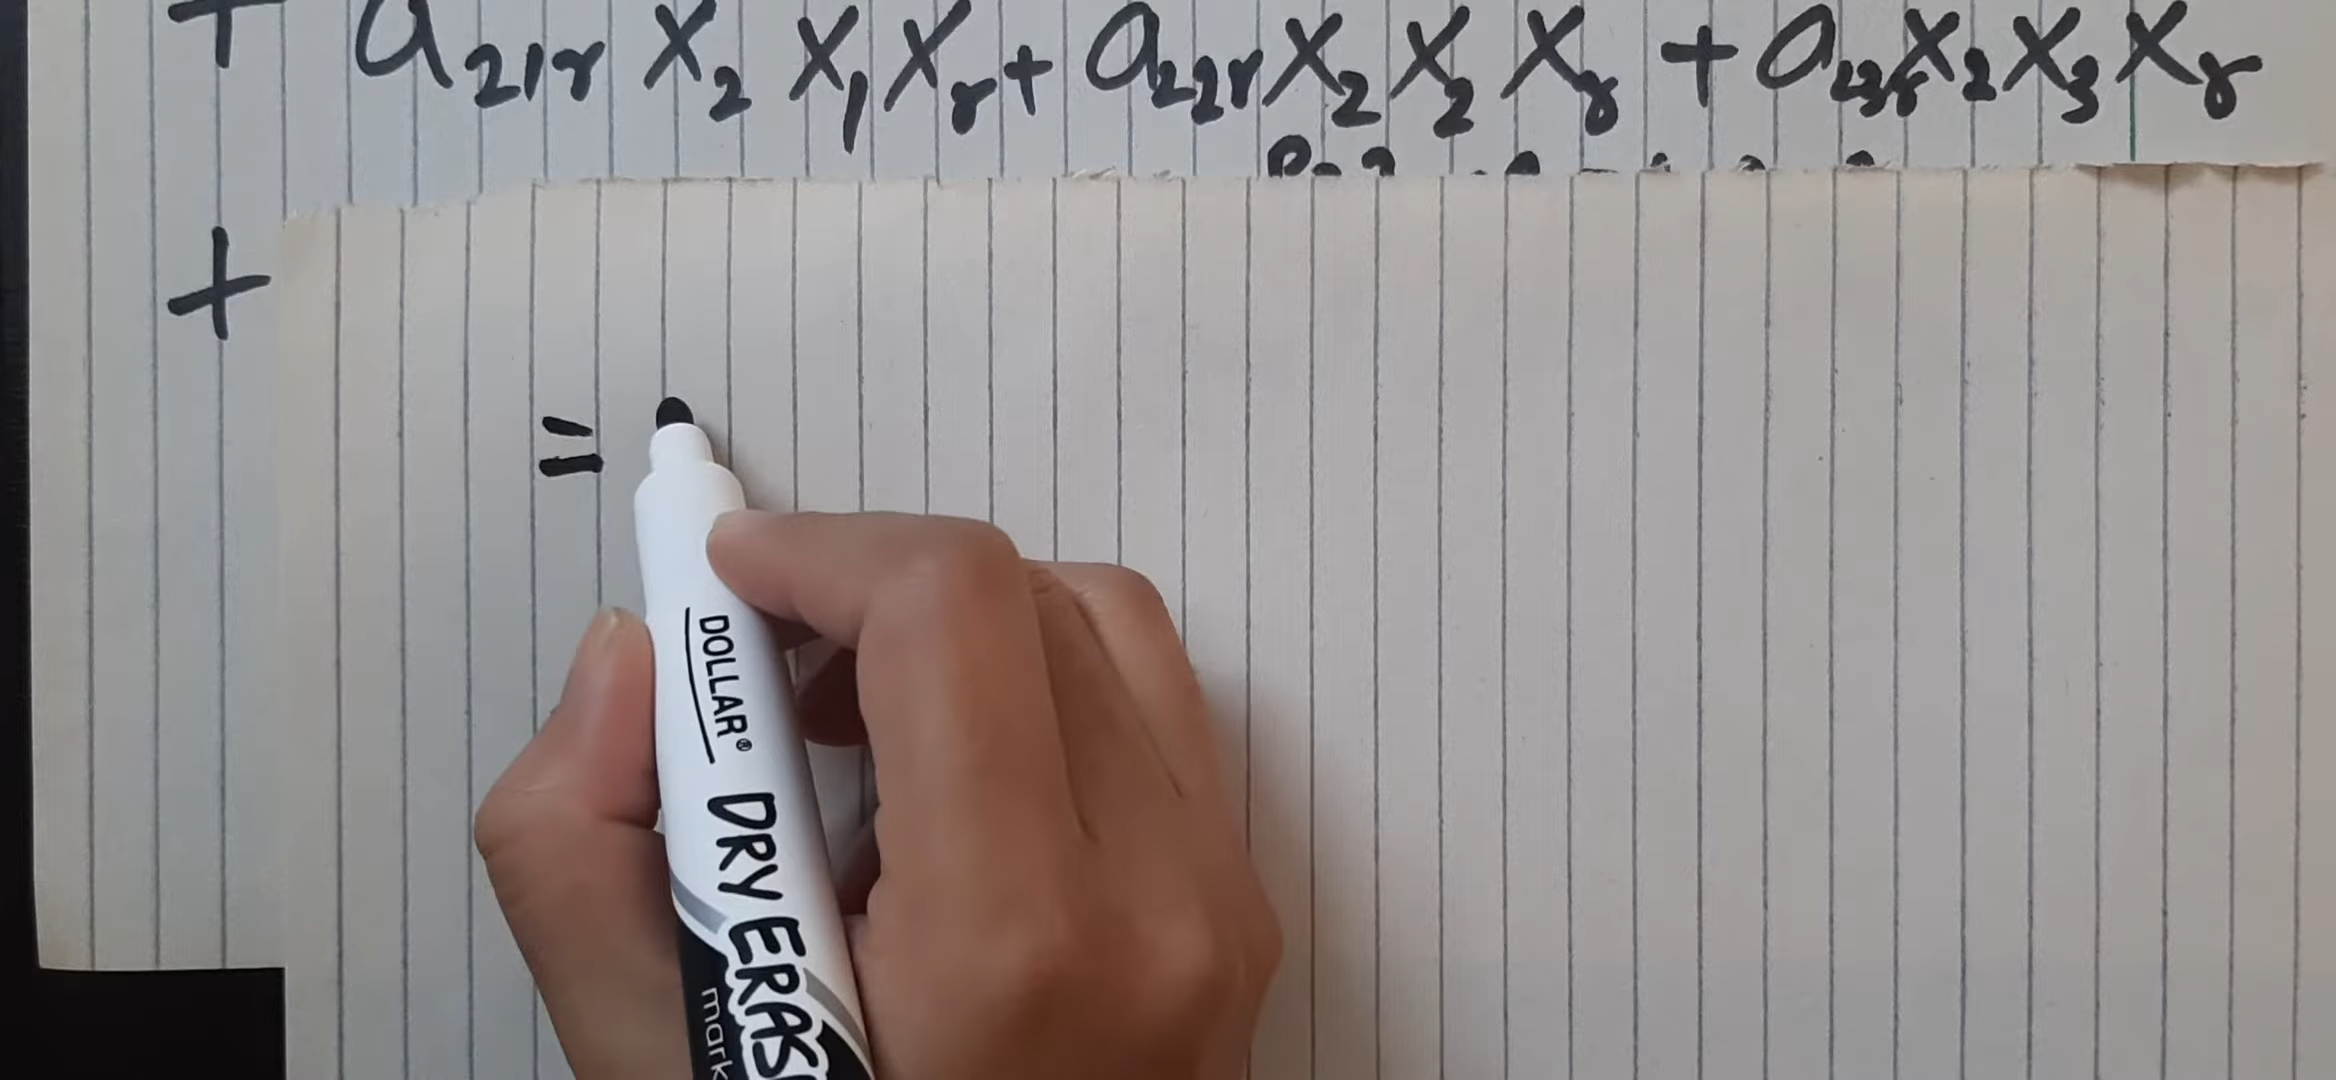 + a₂₁ᵣ x₂ x₁ xᵣ + a₂₂ᵣ x₂ x₂ xᵣ + a₂₃ᵣ x₂ x₃ xᵣ
+
=
DOLLAR®
DRY ERAS
mark